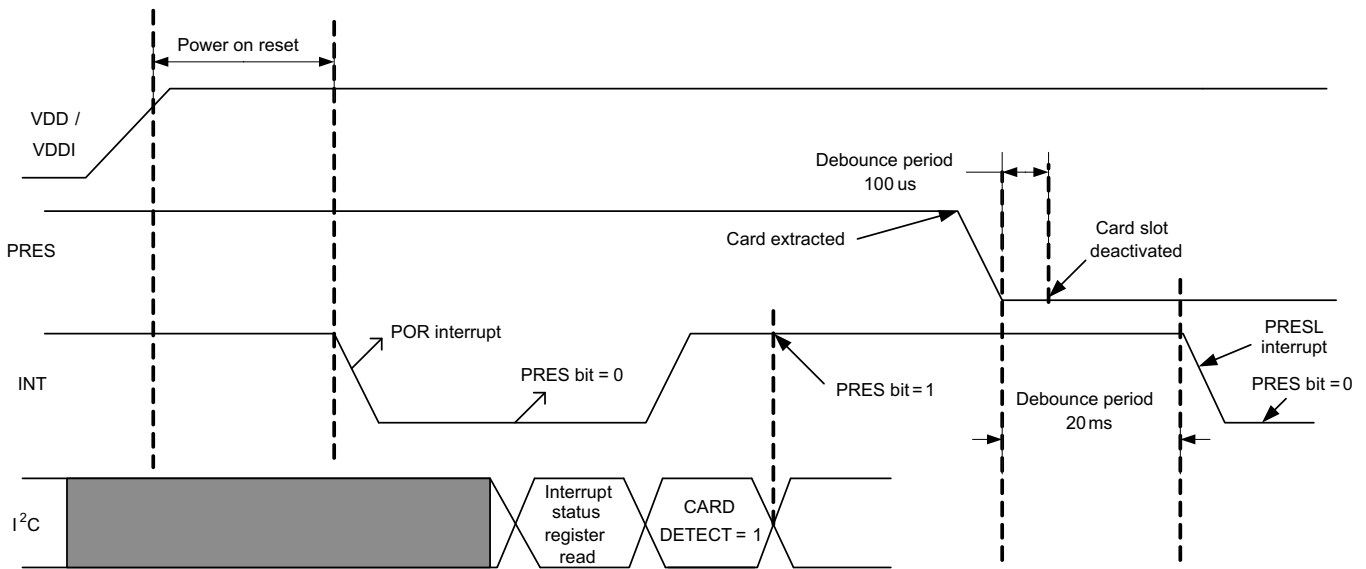 Power on reset
VDD /
VDDI
Debounce period
100 us
Card extracted
Card slot
deactivated
PRES
POR interrupt
PRESL
interrupt
INT
PRES bit = 0
PRES bit = 1
PRES bit = 0
Debounce period
20 ms
I²C
Interrupt
status
register
read
CARD
DETECT = 1